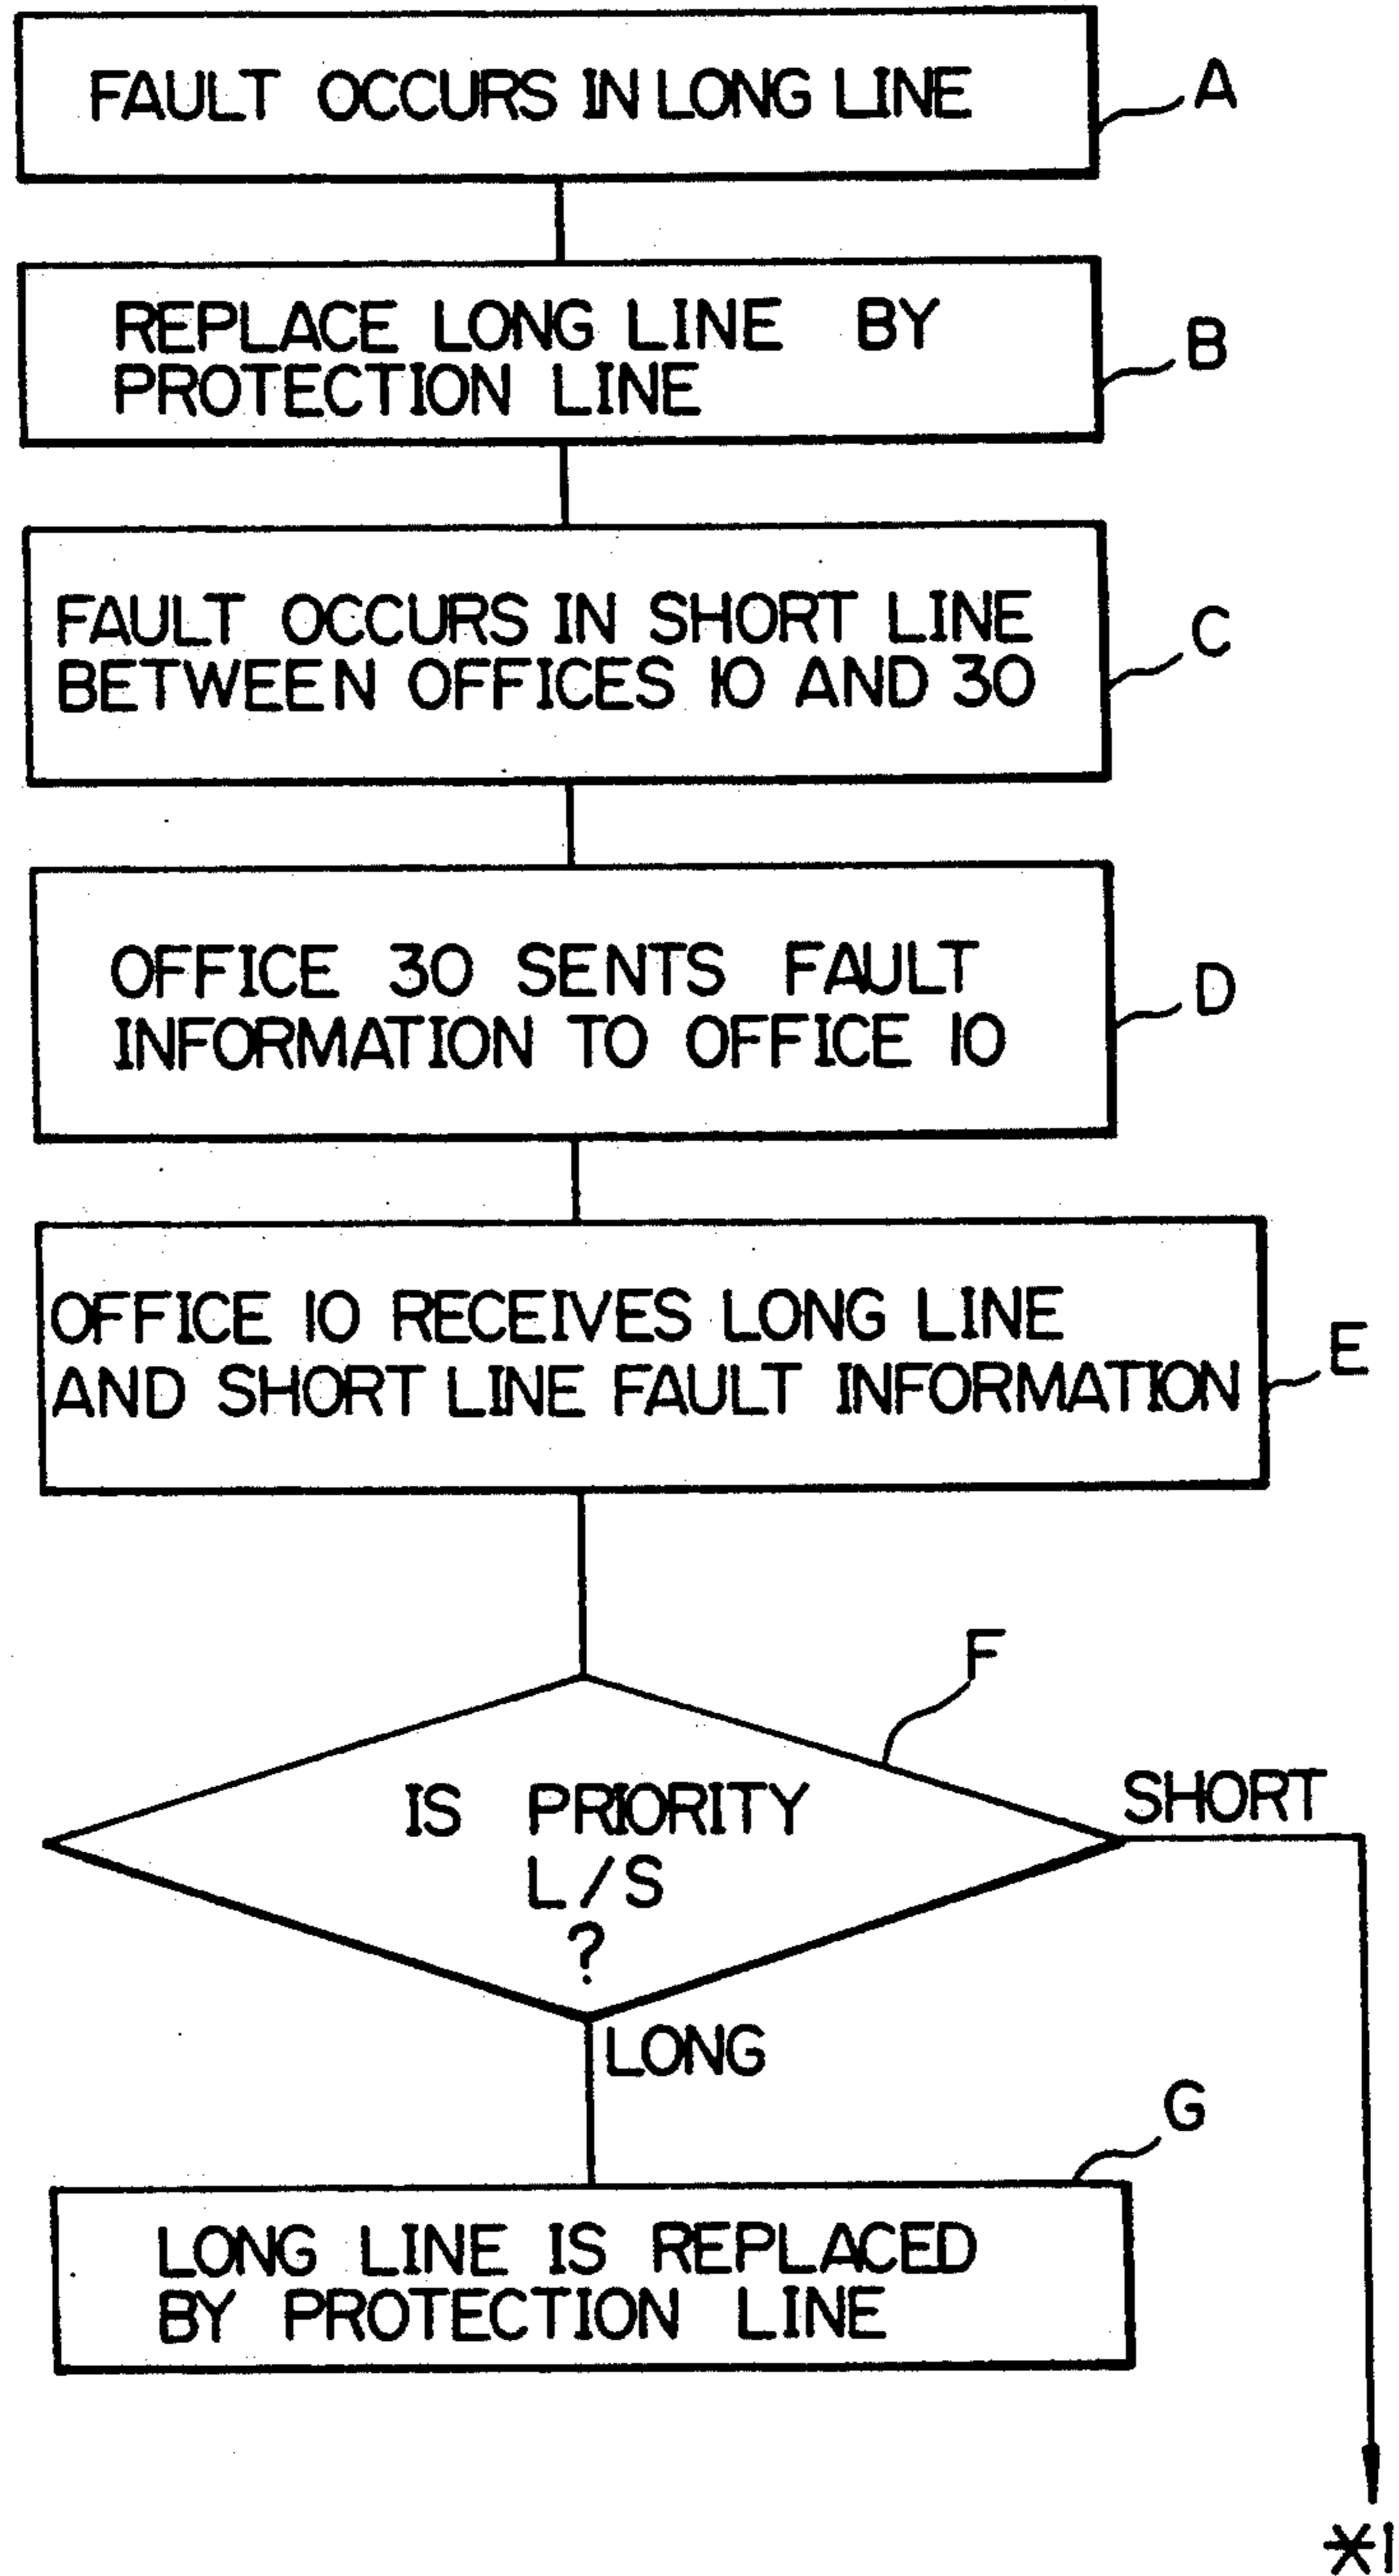 FAULT OCCURS IN LONG LINE
A
REPLACE LONG LINE BY
PROTECTION LINE
B
FAULT OCCURS IN SHORT LINE
BETWEEN OFFICES 10 AND 30
C
OFFICE 30 SENTS FAULT
INFORMATION TO OFFICE 10
D
OFFICE 10 RECEIVES LONG LINE
AND SHORT LINE FAULT INFORMATION
E
F
IS PRIORITY
L/S
?
SHORT
LONG
G
LONG LINE IS REPLACED
BY PROTECTION LINE
*1